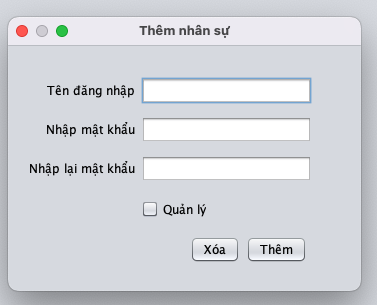 Thêm nhân sự
Tên đăng nhập
Nhập mật khẩu
Nhập lại mật khẩu
Quản lý
Xóa Thêm